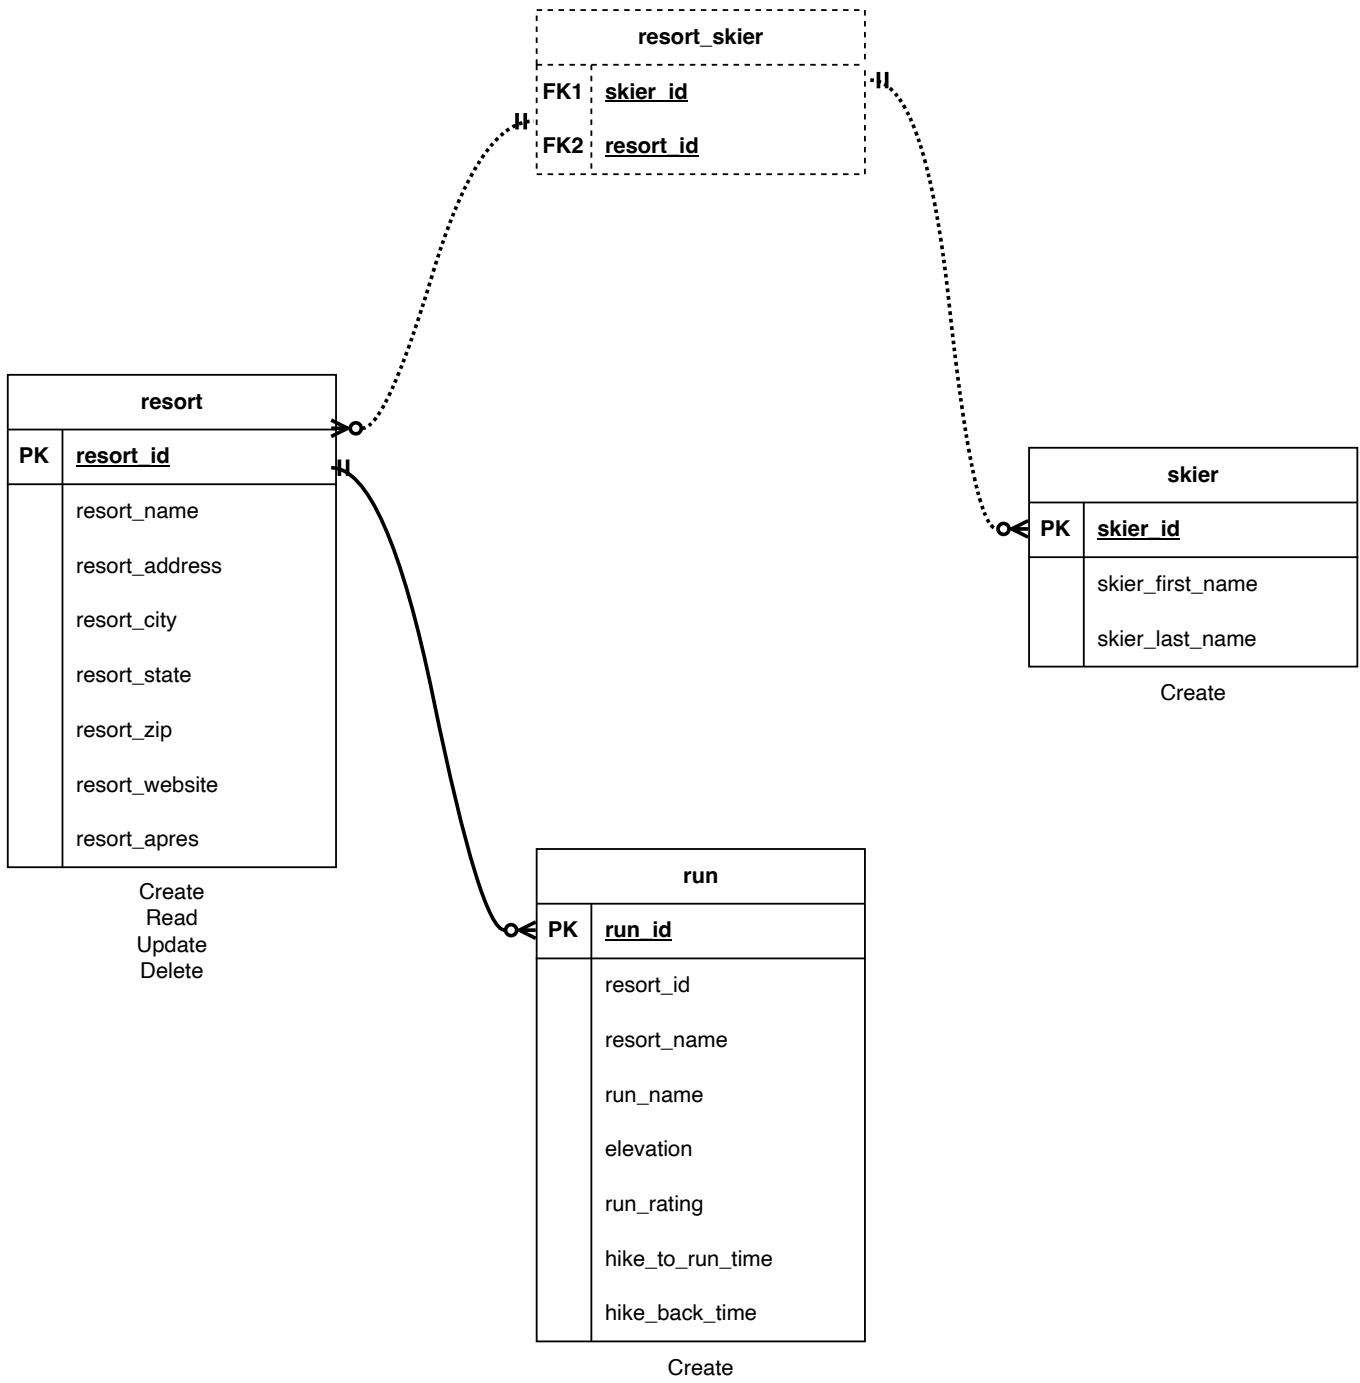 resort_skier
FK1 skier_id
FK2 resort_id
resort
PK resort_id
resort_name
resort_address
resort_city
resort_state
resort_zip
resort_website
resort_apres
Create
Read
Update
Delete
skier
PK skier_id
skier_first_name
skier_last_name
Create
run
PK run_id
resort_id
resort_name
run_name
elevation
run_rating
hike_to_run_time
hike_back_time
Create